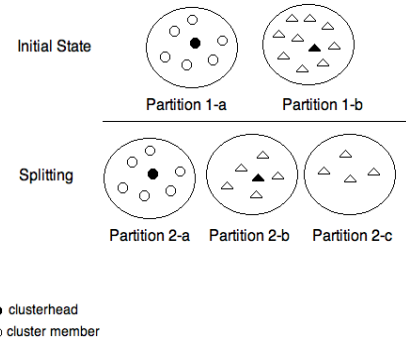 Initial State
Partition 1-a Partition 1-b
Splitting
Partition 2-a Partition 2-b Partition 2-c
clusterhead
cluster member